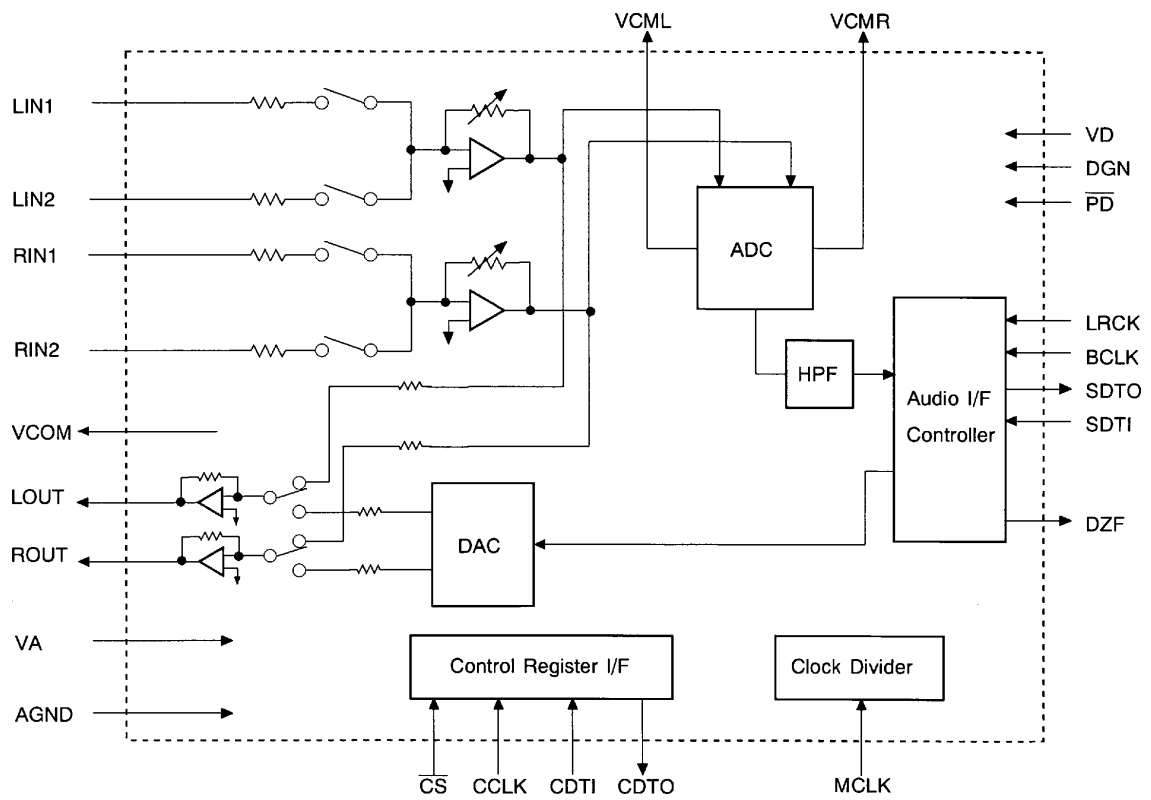 VCML
VCMR
LIN1
LIN2
RIN1
RIN2
VCOM
LOUT
ROUT
VA
AGND
ADC
HPF
DAC
Audio I/F
Controller
Control Register I/F
Clock Divider
VD
DGN
PD
LRCK
BCLK
SDTO
SDTI
DZF
CS
CCLK
CDTI
CDTO
MCLK